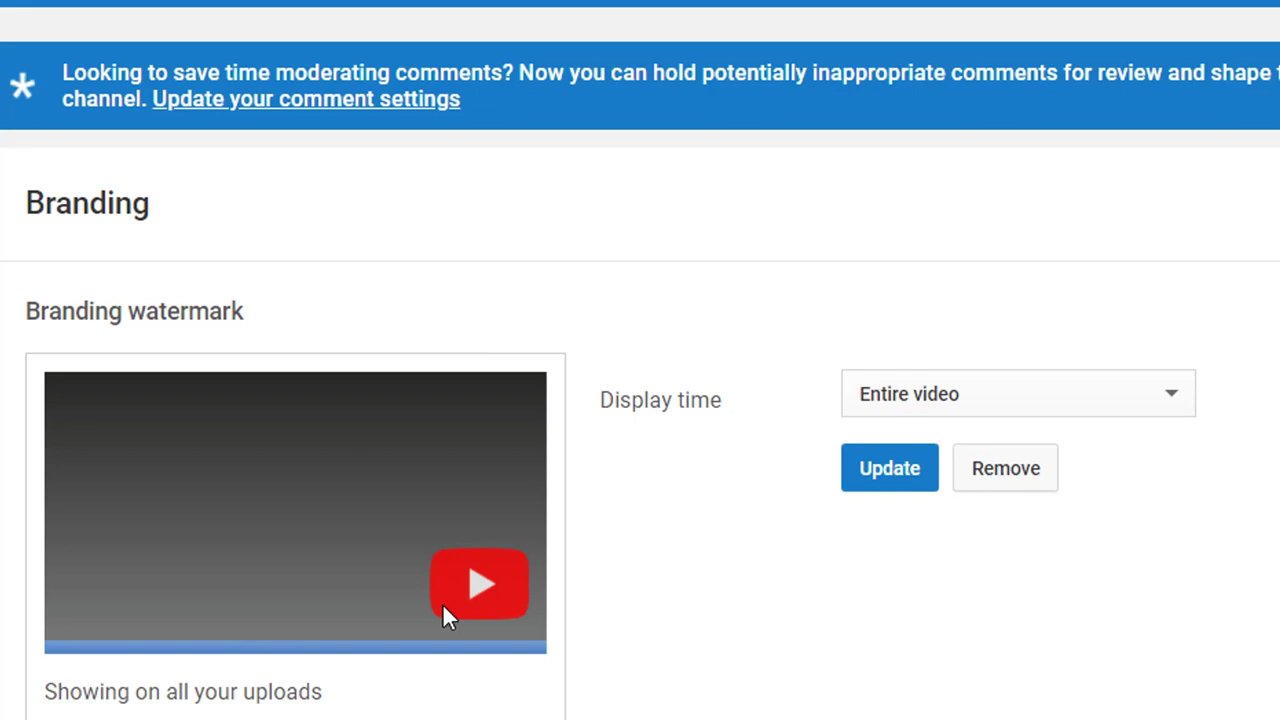 Looking to save time moderating comments? Now you can hold potentially inappropriate comments for review and shape
channel. Update your comment settings
Branding
Branding watermark
Display time
Entire video
Update
Remove
Showing on all your uploads